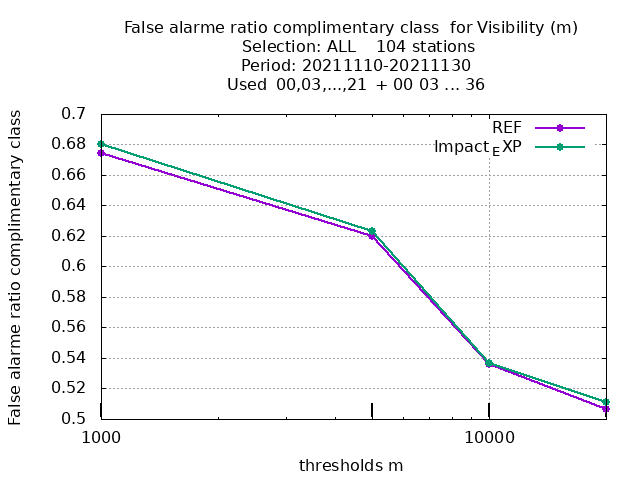 False alarme ratio complimentary class  for Visibility (m)
Selection: ALL    104 stations
Period: 20211110-20211130
Used  00,03,...,21  + 00 03 ... 36
False alarme ratio complimentary class
0.7
0.68
0.66
0.64
0.62
0.6
0.58
0.56
0.54
0.52
0.5
REF
Impact_EXP
1000
10000
thresholds m